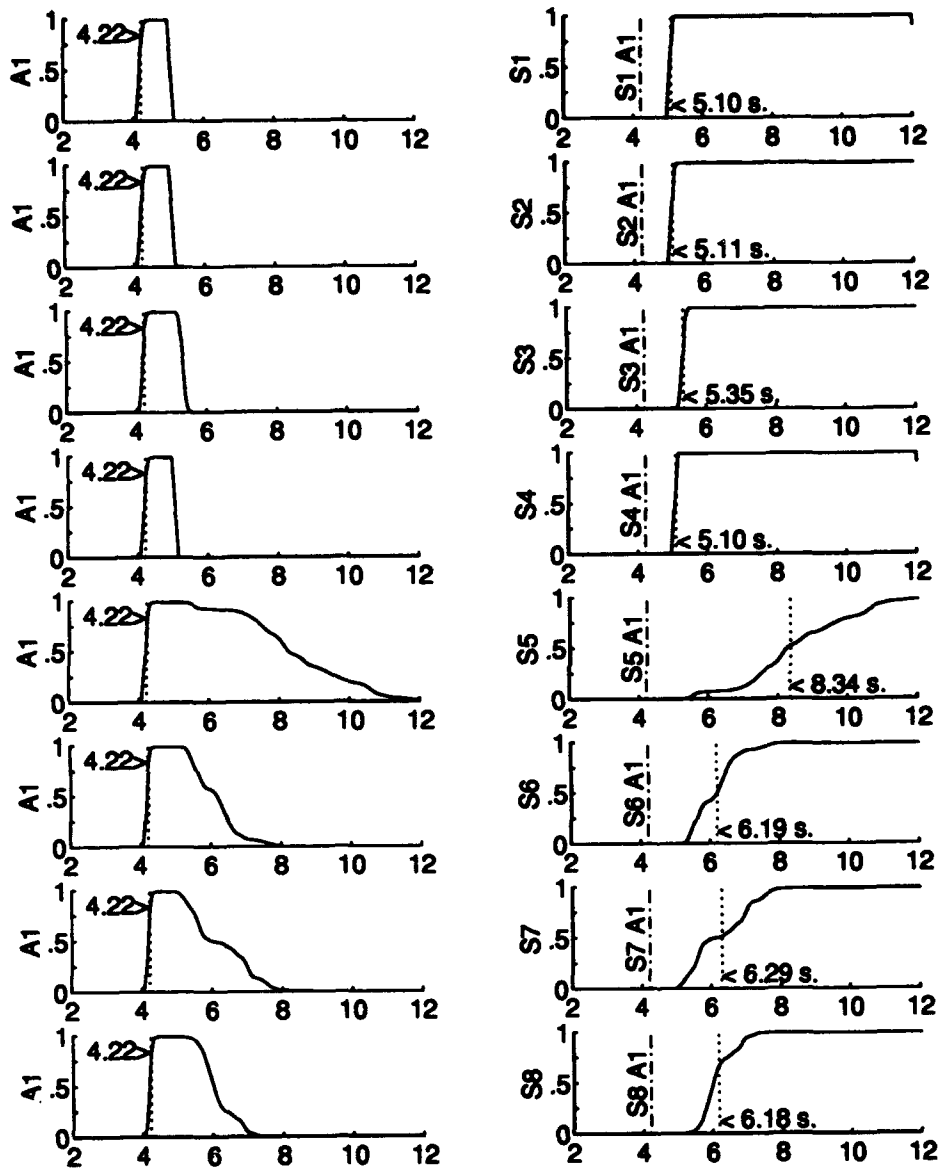 1 .5 0 A1 4.22> 2 4 6 8 10 12
1 .5 0 S1 S1 A1 < 5.10 s. 2 4 6 8 10 12
1 .5 0 A1 4.22> 2 4 6 8 10 12
1 .5 0 S2 S2 A1 < 5.11 s. 2 4 6 8 10 12
1 .5 0 A1 4.22> 2 4 6 8 10 12
1 .5 0 S3 S3 A1 < 5.35 s. 2 4 6 8 10 12
1 .5 0 A1 4.22> 2 4 6 8 10 12
1 .5 0 S4 S4 A1 < 5.10 s. 2 4 6 8 10 12
1 .5 0 A1 4.22> 2 4 6 8 10 12
1 .5 0 S5 S5 A1 < 8.34 s. 2 4 6 8 10 12
1 .5 0 A1 4.22> 2 4 6 8 10 12
1 .5 0 S6 S6 A1 < 6.19 s. 2 4 6 8 10 12
1 .5 0 A1 4.22> 2 4 6 8 10 12
1 .5 0 S7 S7 A1 < 6.29 s. 2 4 6 8 10 12
1 .5 0 A1 4.22> 2 4 6 8 10 12
1 .5 0 S8 S8 A1 < 6.18 s. 2 4 6 8 10 12